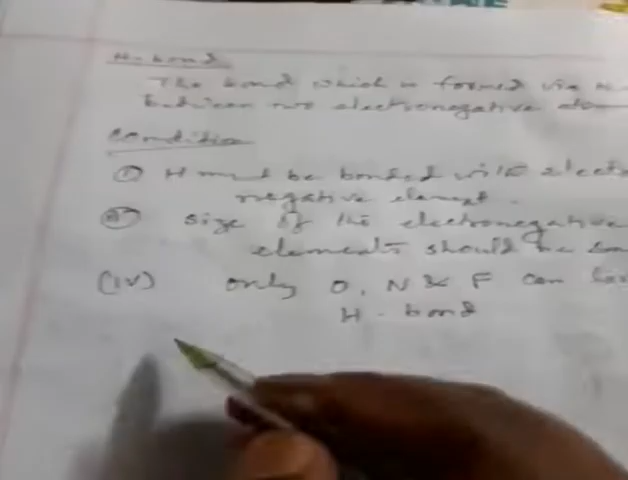 H-bond
The bond which is formed via H
between two electronegative
Condition
(i) H must be bonded with electro
negative element.
size of the electronegative
elements should be
(iv) only O, N & F can
H-bond